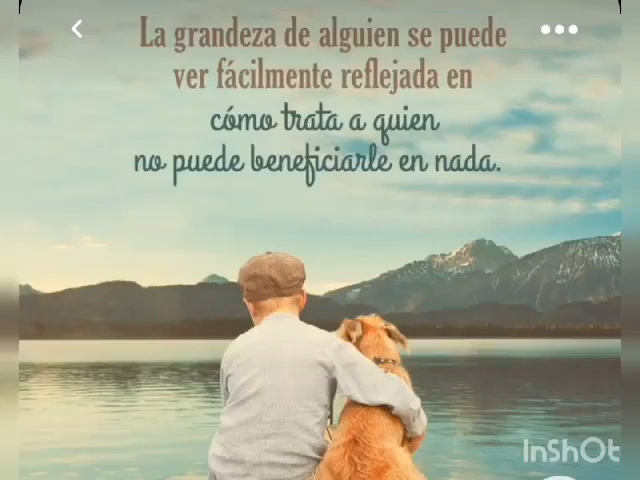 La grandeza de alguien se puede
ver fácilmente reflejada en
cómo trata a quien
no puede beneficiarle en nada.
InShOt